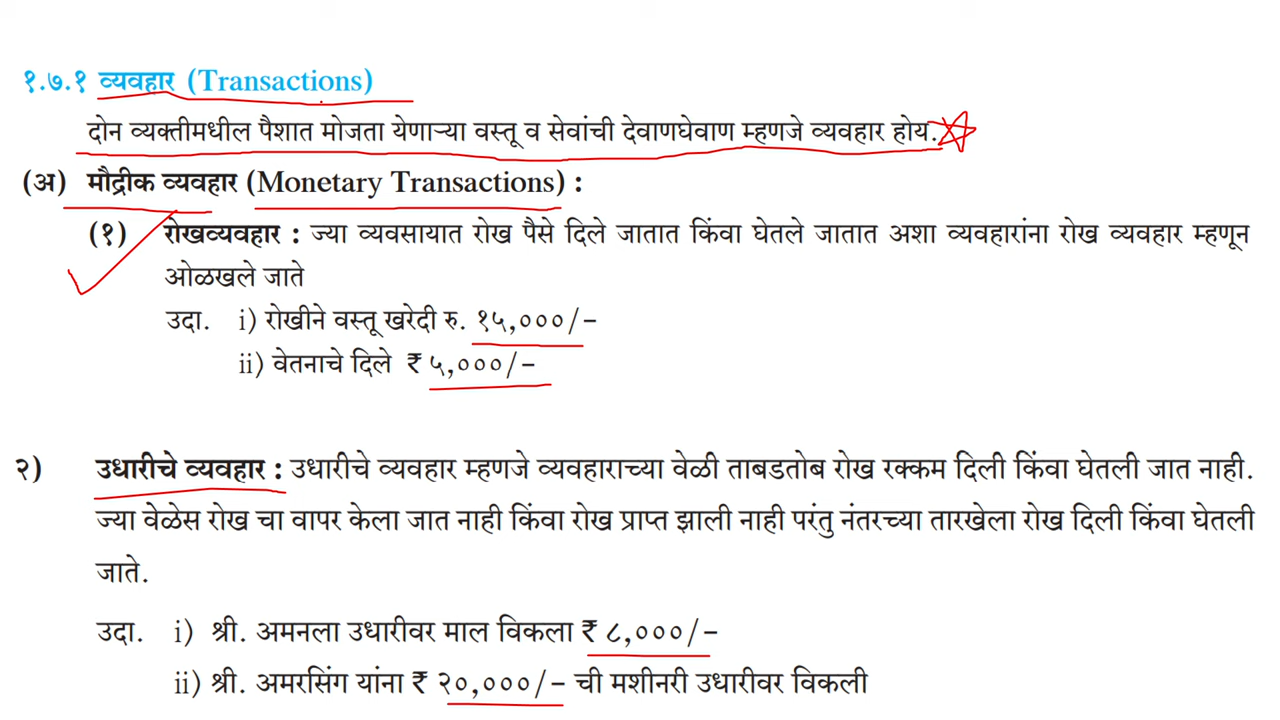 १.७.१ व्यवहार (Transactions)
दोन व्यक्तीमधील पैशात मोजता येणाऱ्या वस्तू व सेवांची देवाणघेवाण म्हणजे व्यवहार होय.
(अ) मौद्रीक व्यवहार (Monetary Transactions) :
(१) रोखव्यवहार : ज्या व्यवसायात रोख पैसे दिले जातात किंवा घेतले जातात अशा व्यवहारांना रोख व्यवहार म्हणून
ओळखले जाते
उदा. i) रोखीने वस्तू खरेदी रु. १५,०००/-
ii) वेतनाचे दिले ₹ ५,०००/-
२) उधारीचे व्यवहार : उधारीचे व्यवहार म्हणजे व्यवहाराच्या वेळी ताबडतोब रोख रक्कम दिली किंवा घेतली जात नाही.
ज्या वेळेस रोख चा वापर केला जात नाही किंवा रोख प्राप्त झाली नाही परंतु नंतरच्या तारखेला रोख दिली किंवा घेतली
जाते.
उदा. i) श्री. अमनला उधारीवर माल विकला ₹ ८,०००/-
ii) श्री. अमरसिंग यांना ₹ २०,०००/- ची मशीनरी उधारीवर विकली